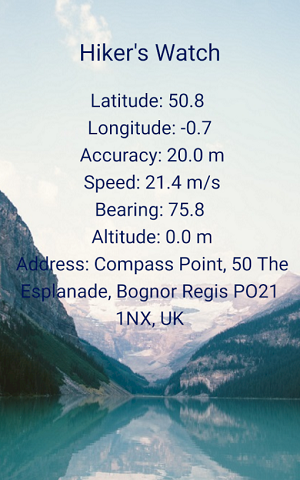 Hiker's Watch
Latitude: 50.8
Longitude: -0.7
Accuracy: 20.0 m
Speed: 21.4 m/s
Bearing: 75.8
Altitude: 0.0 m
Address: Compass Point, 50 The
Esplanade, Bognor Regis PO21
1NX, UK